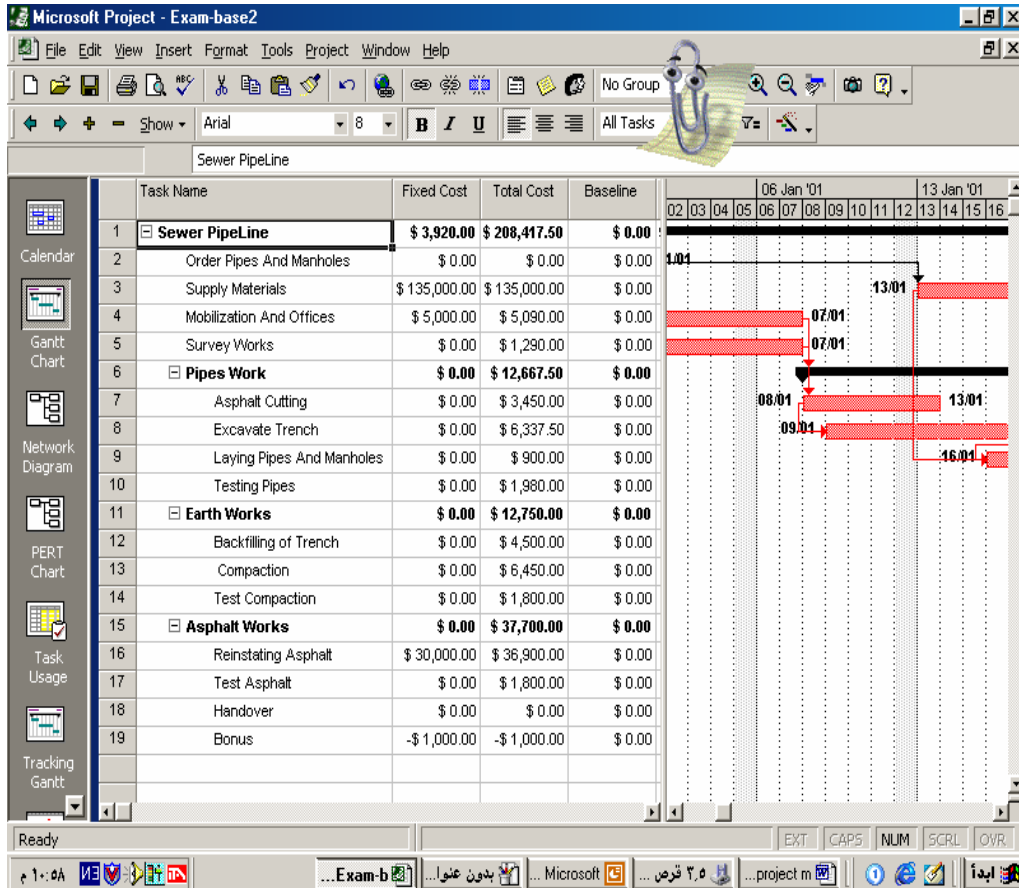 Microsoft Project - Exam-base2
File Edit View Insert Format Tools Project Window Help
No Group
Show Arial 8 B I U All Tasks
Sewer PipeLine
Task Name Fixed Cost Total Cost Baseline 06 Jan '01 13 Jan '01
02 03 04 05 06 07 08 09 10 11 12 13 14 15 16
1 Sewer PipeLine $ 3,920.00 $ 208,417.50 $ 0.00
2 Order Pipes And Manholes $ 0.00 $ 0.00 $ 0.00 1/01
3 Supply Materials $ 135,000.00 $ 135,000.00 $ 0.00 13/01
4 Mobilization And Offices $ 5,000.00 $ 5,090.00 $ 0.00 07/01
5 Survey Works $ 0.00 $ 1,290.00 $ 0.00 07/01
6 Pipes Work $ 0.00 $ 12,667.50 $ 0.00
7 Asphalt Cutting $ 0.00 $ 3,450.00 $ 0.00 08/01 13/01
8 Excavate Trench $ 0.00 $ 6,337.50 $ 0.00 09/01
9 Laying Pipes And Manholes $ 0.00 $ 900.00 $ 0.00 16/01
10 Testing Pipes $ 0.00 $ 1,980.00 $ 0.00
11 Earth Works $ 0.00 $ 12,750.00 $ 0.00
12 Backfilling of Trench $ 0.00 $ 4,500.00 $ 0.00
13 Compaction $ 0.00 $ 6,450.00 $ 0.00
14 Test Compaction $ 0.00 $ 1,800.00 $ 0.00
15 Asphalt Works $ 0.00 $ 37,700.00 $ 0.00
16 Reinstating Asphalt $ 30,000.00 $ 36,900.00 $ 0.00
17 Test Asphalt $ 0.00 $ 1,800.00 $ 0.00
18 Handover $ 0.00 $ 0.00 $ 0.00
19 Bonus -$ 1,000.00 -$ 1,000.00 $ 0.00
Calendar
Gantt
Chart
Network
Diagram
PERT
Chart
Task
Usage
Tracking
Gantt
Ready EXT CAPS NUM SCRL OVR
١٠:٥٨ م ...Exam-b بدون عنوا... ... Microsoft ٣,٥ قرص ... ...project m ابدأ